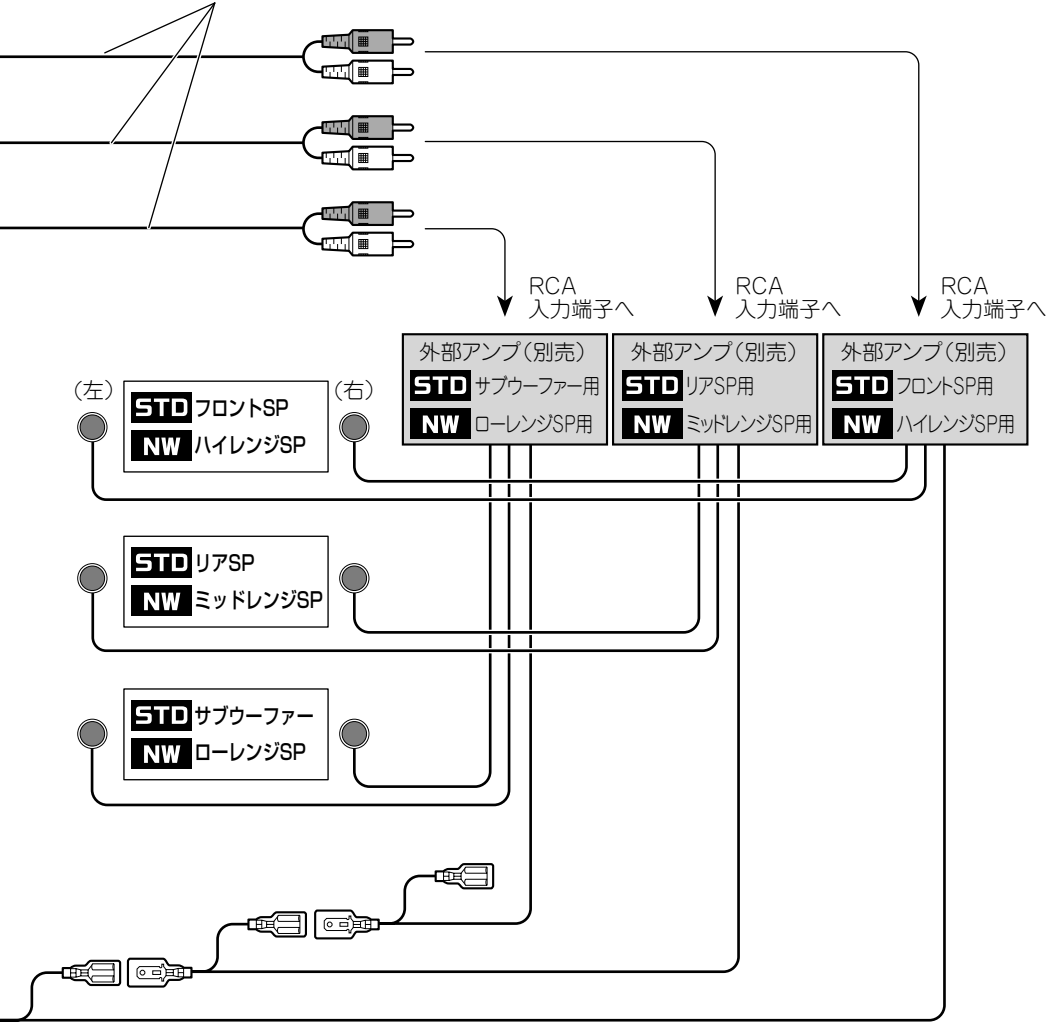 RCA
入力端子へ
RCA
入力端子へ
RCA
入力端子へ
外部アンプ(別売)
STD サブウーファー用
NW ローレンジSP用
外部アンプ(別売)
STD リアSP用
NW ミッドレンジSP用
外部アンプ(別売)
STD フロントSP用
NW ハイレンジSP用
(左)
STD フロントSP
NW ハイレンジSP
(右)
STD リアSP
NW ミッドレンジSP
STD サブウーファー
NW ローレンジSP